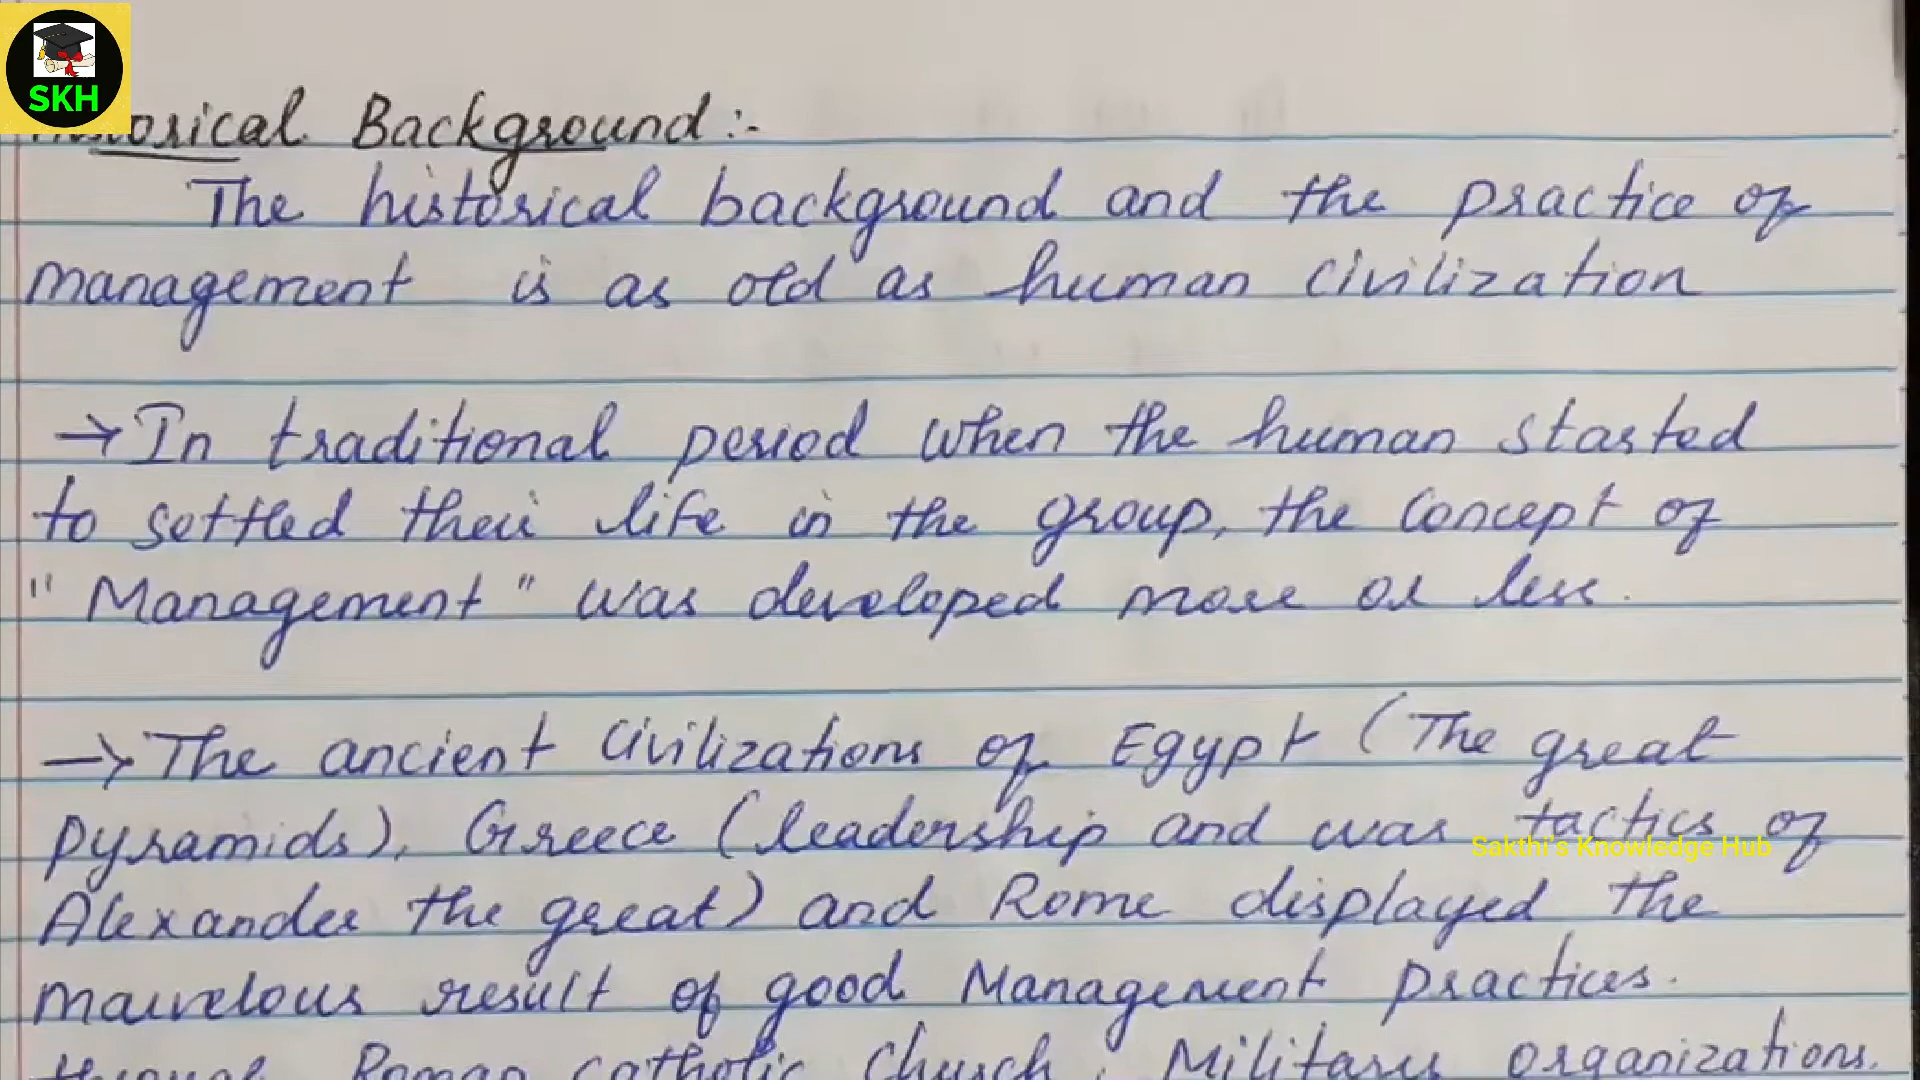 SKH
Historical Background :-
The historical background and the practice of
management is as old as human civilization
→ In traditional period when the human started
to settled their life in the group, the concept of
" Management " was developed more or less.
→ The ancient civilizations of Egypt (The great
pyramids), Greece (leadership and was tactics of
Sakthi's Knowledge Hub
Alexander the great) and Rome displayed the
marvelous result of good Management practices.
through Roman catholic Church, Military organizations.